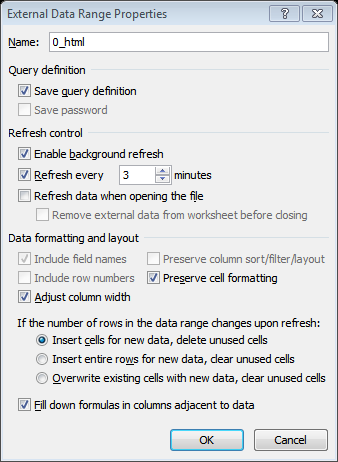 External Data Range Properties
Name: 0_html
Query definition
Save query definition
Save password
Refresh control
Enable background refresh
Refresh every 3 minutes
Refresh data when opening the file
Remove external data from worksheet before closing
Data formatting and layout
Include field names Preserve column sort/filter/layout
Include row numbers Preserve cell formatting
Adjust column width
If the number of rows in the data range changes upon refresh:
Insert cells for new data, delete unused cells
Insert entire rows for new data, clear unused cells
Overwrite existing cells with new data, clear unused cells
Fill down formulas in columns adjacent to data
OK Cancel